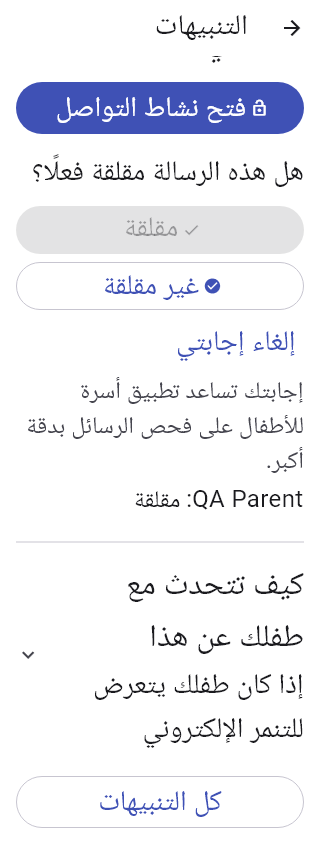 التنبيهات
فتح نشاط التواصل
هل هذه الرسالة مقلقة فعلًا؟
مقلقة
غير مقلقة
إلغاء إجابتي
إجابتك تساعد تطبيق أسرة
للأطفال على فحص الرسائل بدقة
أكبر.
QA Parent: مقلقة
كيف تتحدث مع
طفلك عن هذا
إذا كان طفلك يتعرض
للتنمر الإلكتروني
كل التنبيهات